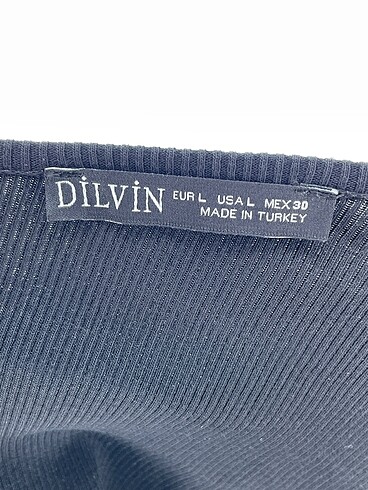 DİLVİN EUR L USA L MEX 30
MADE IN TURKEY